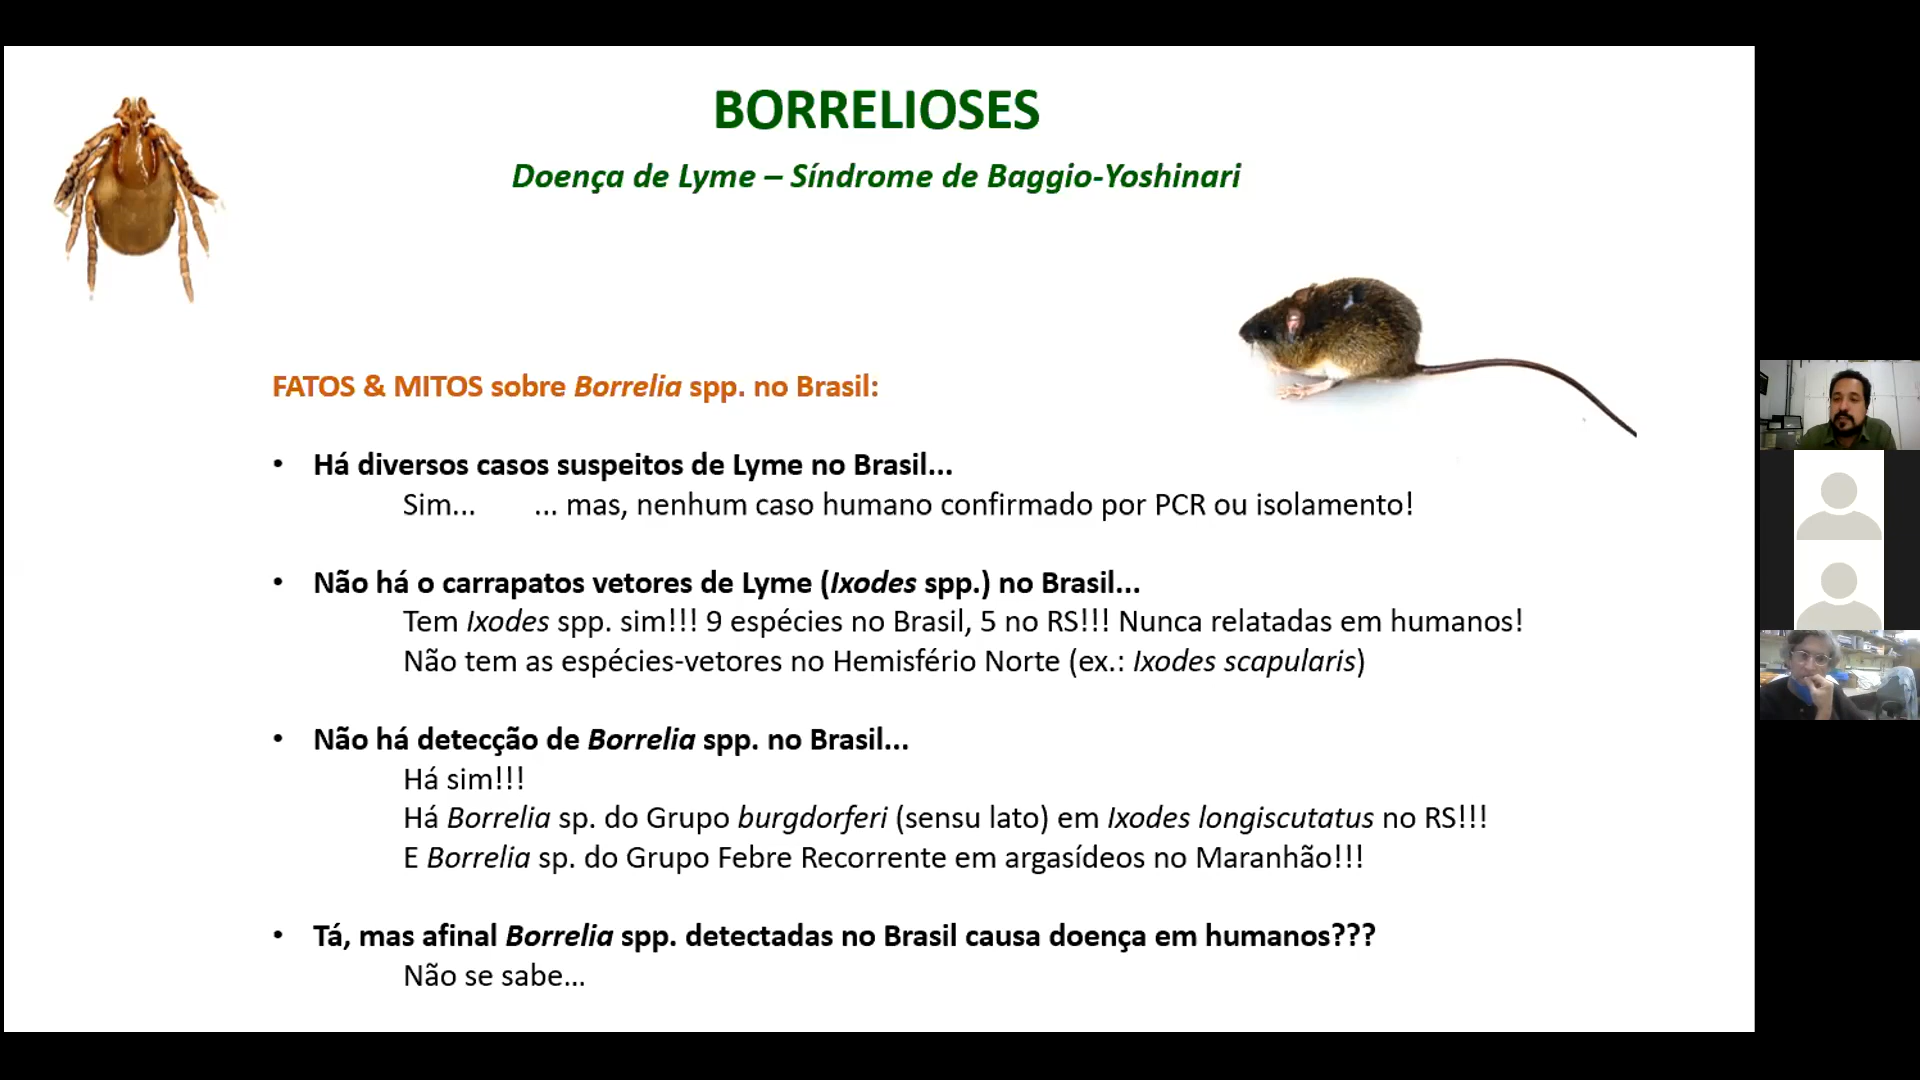 BORRELIOSES
Doença de Lyme – Síndrome de Baggio-Yoshinari
FATOS & MITOS sobre Borrelia spp. no Brasil:
• Há diversos casos suspeitos de Lyme no Brasil...
Sim... ... mas, nenhum caso humano confirmado por PCR ou isolamento!
• Não há o carrapatos vetores de Lyme (Ixodes spp.) no Brasil...
Tem Ixodes spp. sim!!! 9 espécies no Brasil, 5 no RS!!! Nunca relatadas em humanos!
Não tem as espécies-vetores no Hemisfério Norte (ex.: Ixodes scapularis)
• Não há detecção de Borrelia spp. no Brasil...
Há sim!!!
Há Borrelia sp. do Grupo burgdorferi (sensu lato) em Ixodes longiscutatus no RS!!!
E Borrelia sp. do Grupo Febre Recorrente em argasídeos no Maranhão!!!
• Tá, mas afinal Borrelia spp. detectadas no Brasil causa doença em humanos???
Não se sabe...